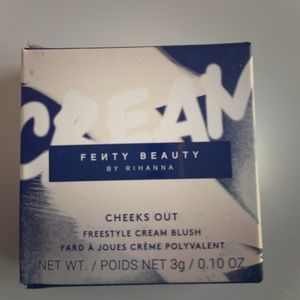 CREAM
FENTY BEAUTY
BY RIHANNA
CHEEKS OUT
FREESTYLE CREAM BLUSH
FARD À JOUES CRÈME POLYVALENT
NET WT. / POIDS NET 3g / 0.10 OZ